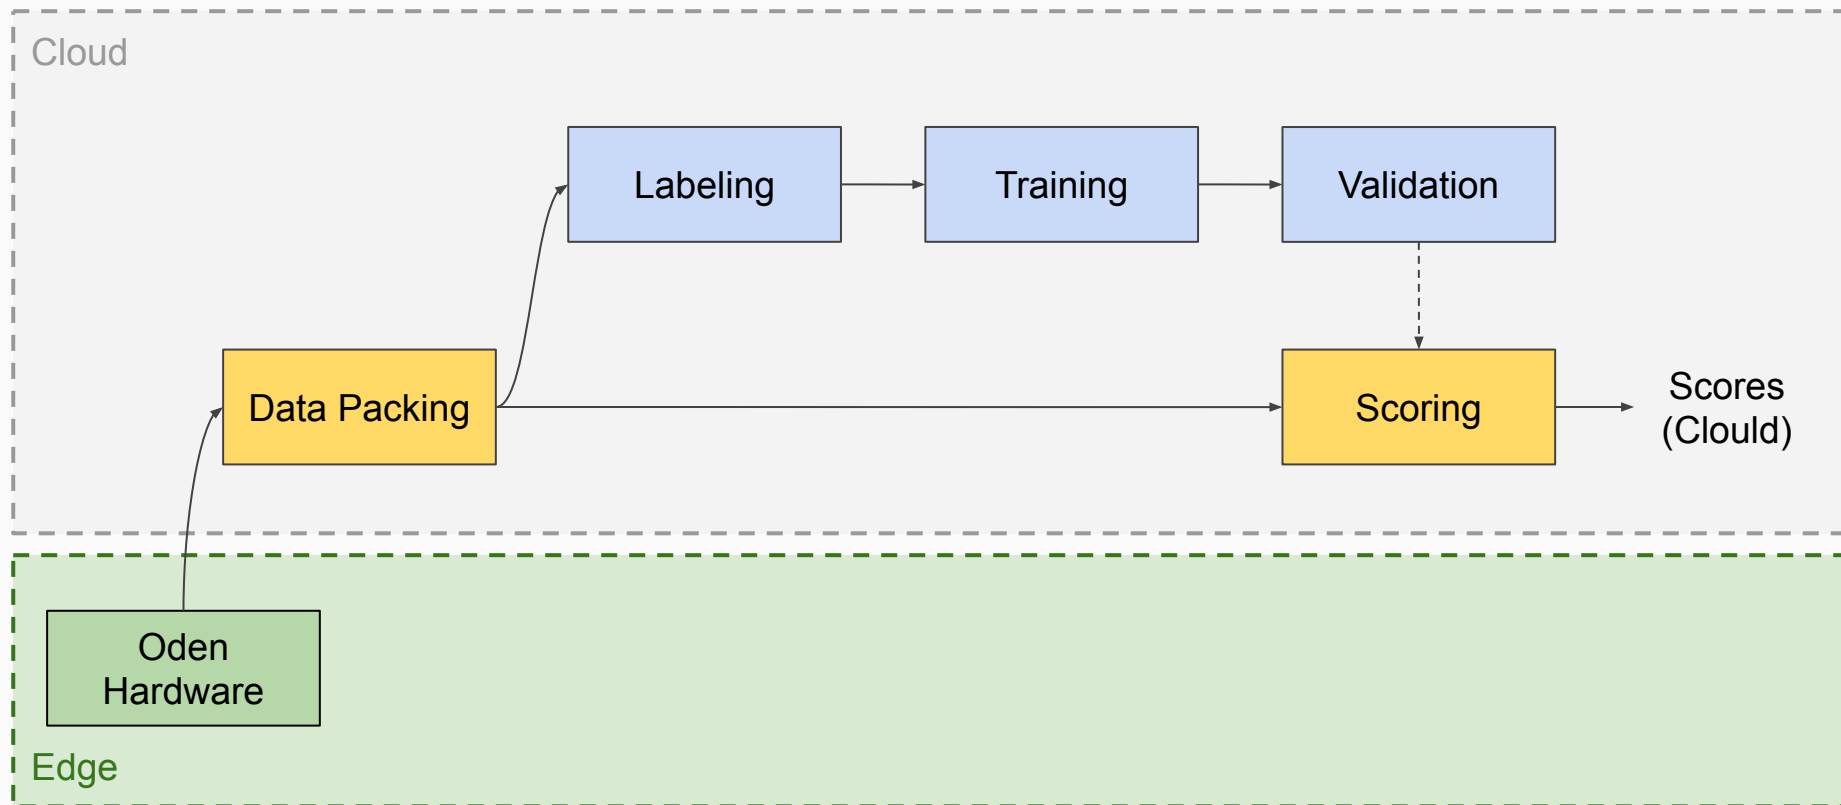 Cloud
Labeling
Training
Validation
Data Packing
Scoring
Scores
(Clould)
Oden
Hardware
Edge